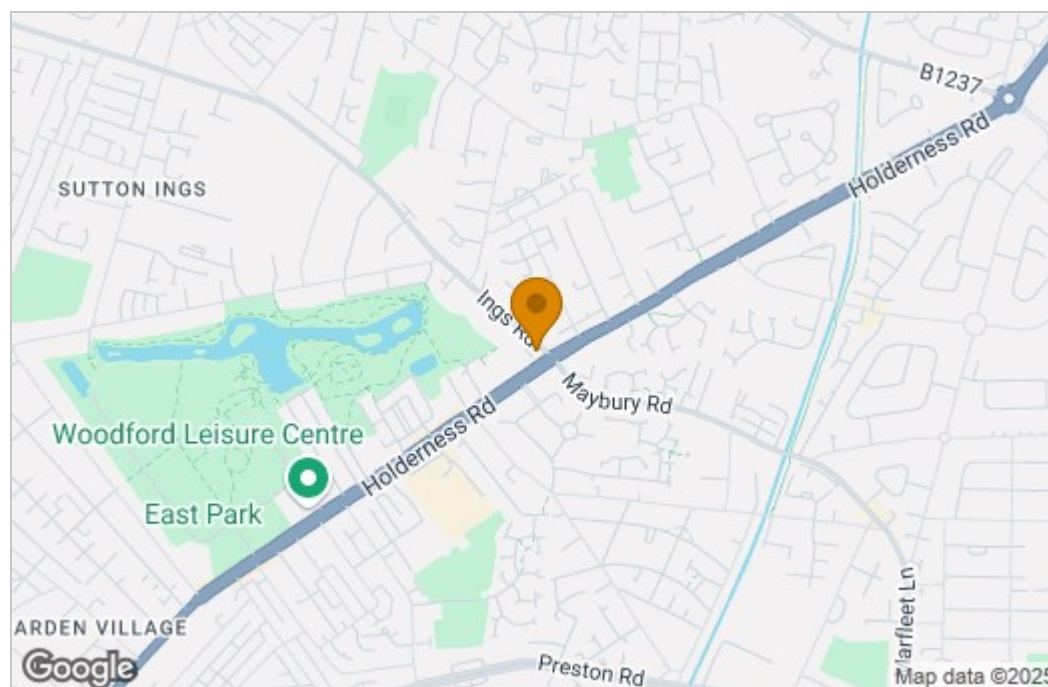 B1237
Holderness Rd
SUTTON INGS
Ings Rd
Maybury Rd
Woodford Leisure Centre
Holderness Rd
East Park
ARDEN VILLAGE
Marfleet Ln
Preston Rd
Google
Map data ©2025